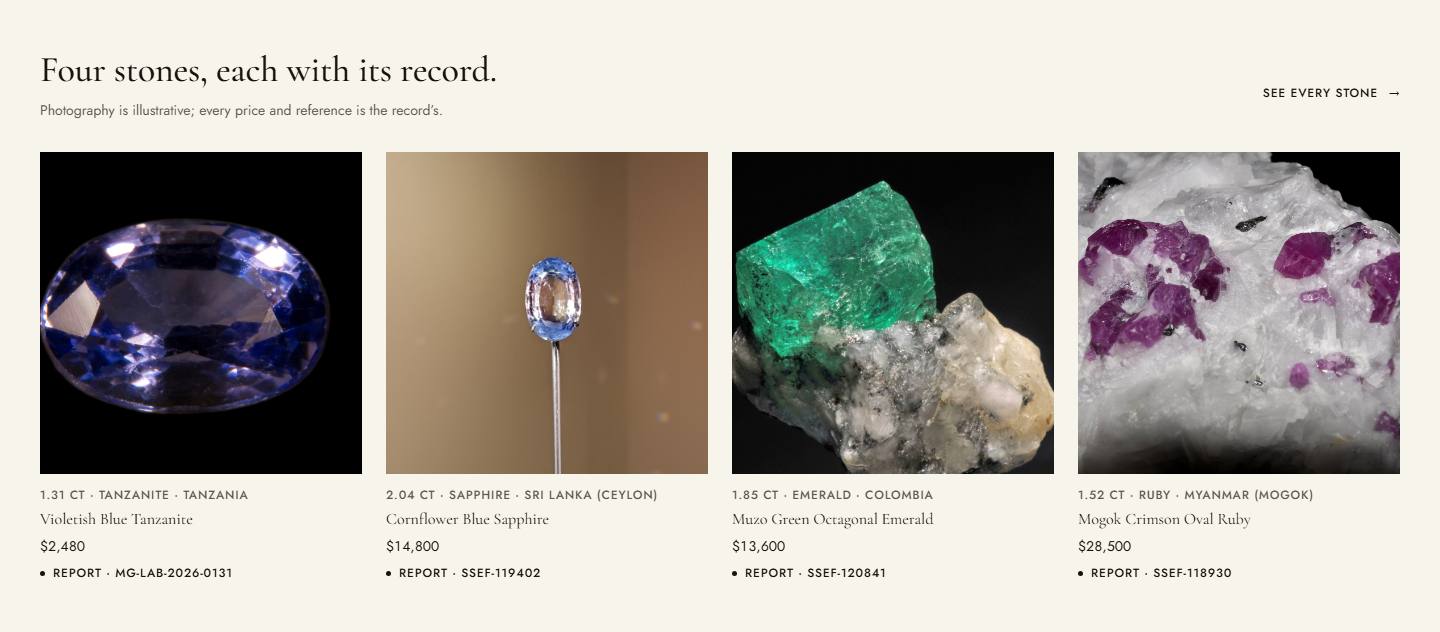 Four stones, each with its record.
Photography is illustrative; every price and reference is the record’s.
SEE EVERY STONE →
1.31 CT · TANZANITE · TANZANIA
Violetish Blue Tanzanite
$2,480
• REPORT · MG-LAB-2026-0131
2.04 CT · SAPPHIRE · SRI LANKA (CEYLON)
Cornflower Blue Sapphire
$14,800
• REPORT · SSEF-119402
1.85 CT · EMERALD · COLOMBIA
Muzo Green Octagonal Emerald
$13,600
• REPORT · SSEF-120841
1.52 CT · RUBY · MYANMAR (MOGOK)
Mogok Crimson Oval Ruby
$28,500
• REPORT · SSEF-118930